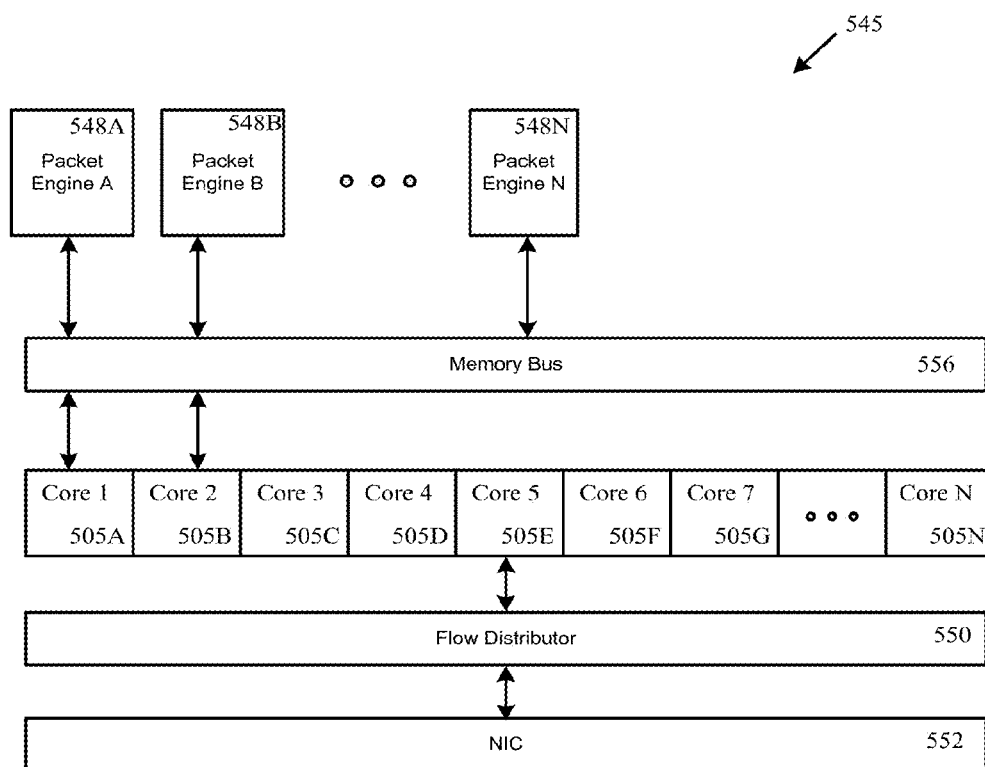 545
548A
Packet
Engine A
548B
Packet
Engine B
548N
Packet
Engine N
Memory Bus
556
Core 1
505A
Core 2
505B
Core 3
505C
Core 4
505D
Core 5
505E
Core 6
505F
Core 7
505G
Core N
505N
Flow Distributor
550
NIC
552